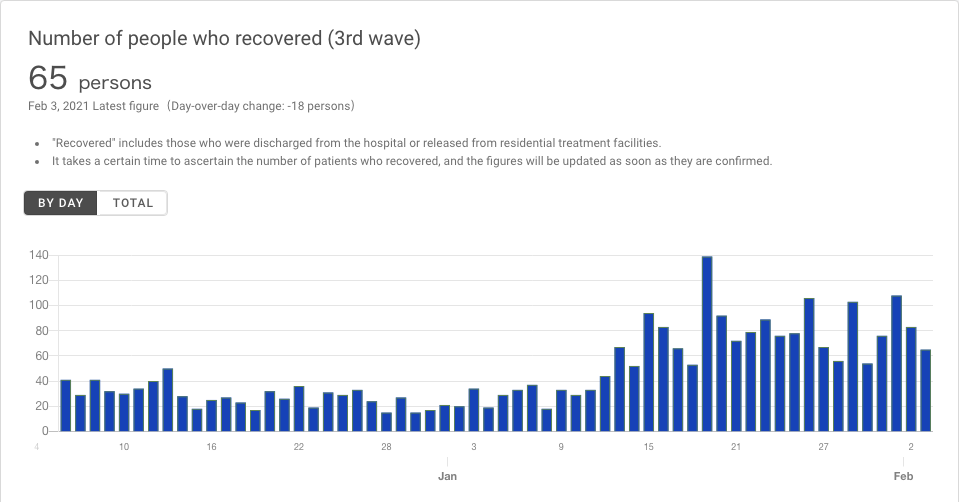 Number of people who recovered (3rd wave)
65 persons
Feb 3, 2021 Latest figure (Day-over-day change: -18 persons)
• "Recovered" includes those who were discharged from the hospital or released from residential treatment facilities.
• It takes a certain time to ascertain the number of patients who recovered, and the figures will be updated as soon as they are confirmed.
BY DAY TOTAL
140
120
100
80
60
40
20
0
4 10 16 22 28 3 9 15 21 27 2
Jan Feb